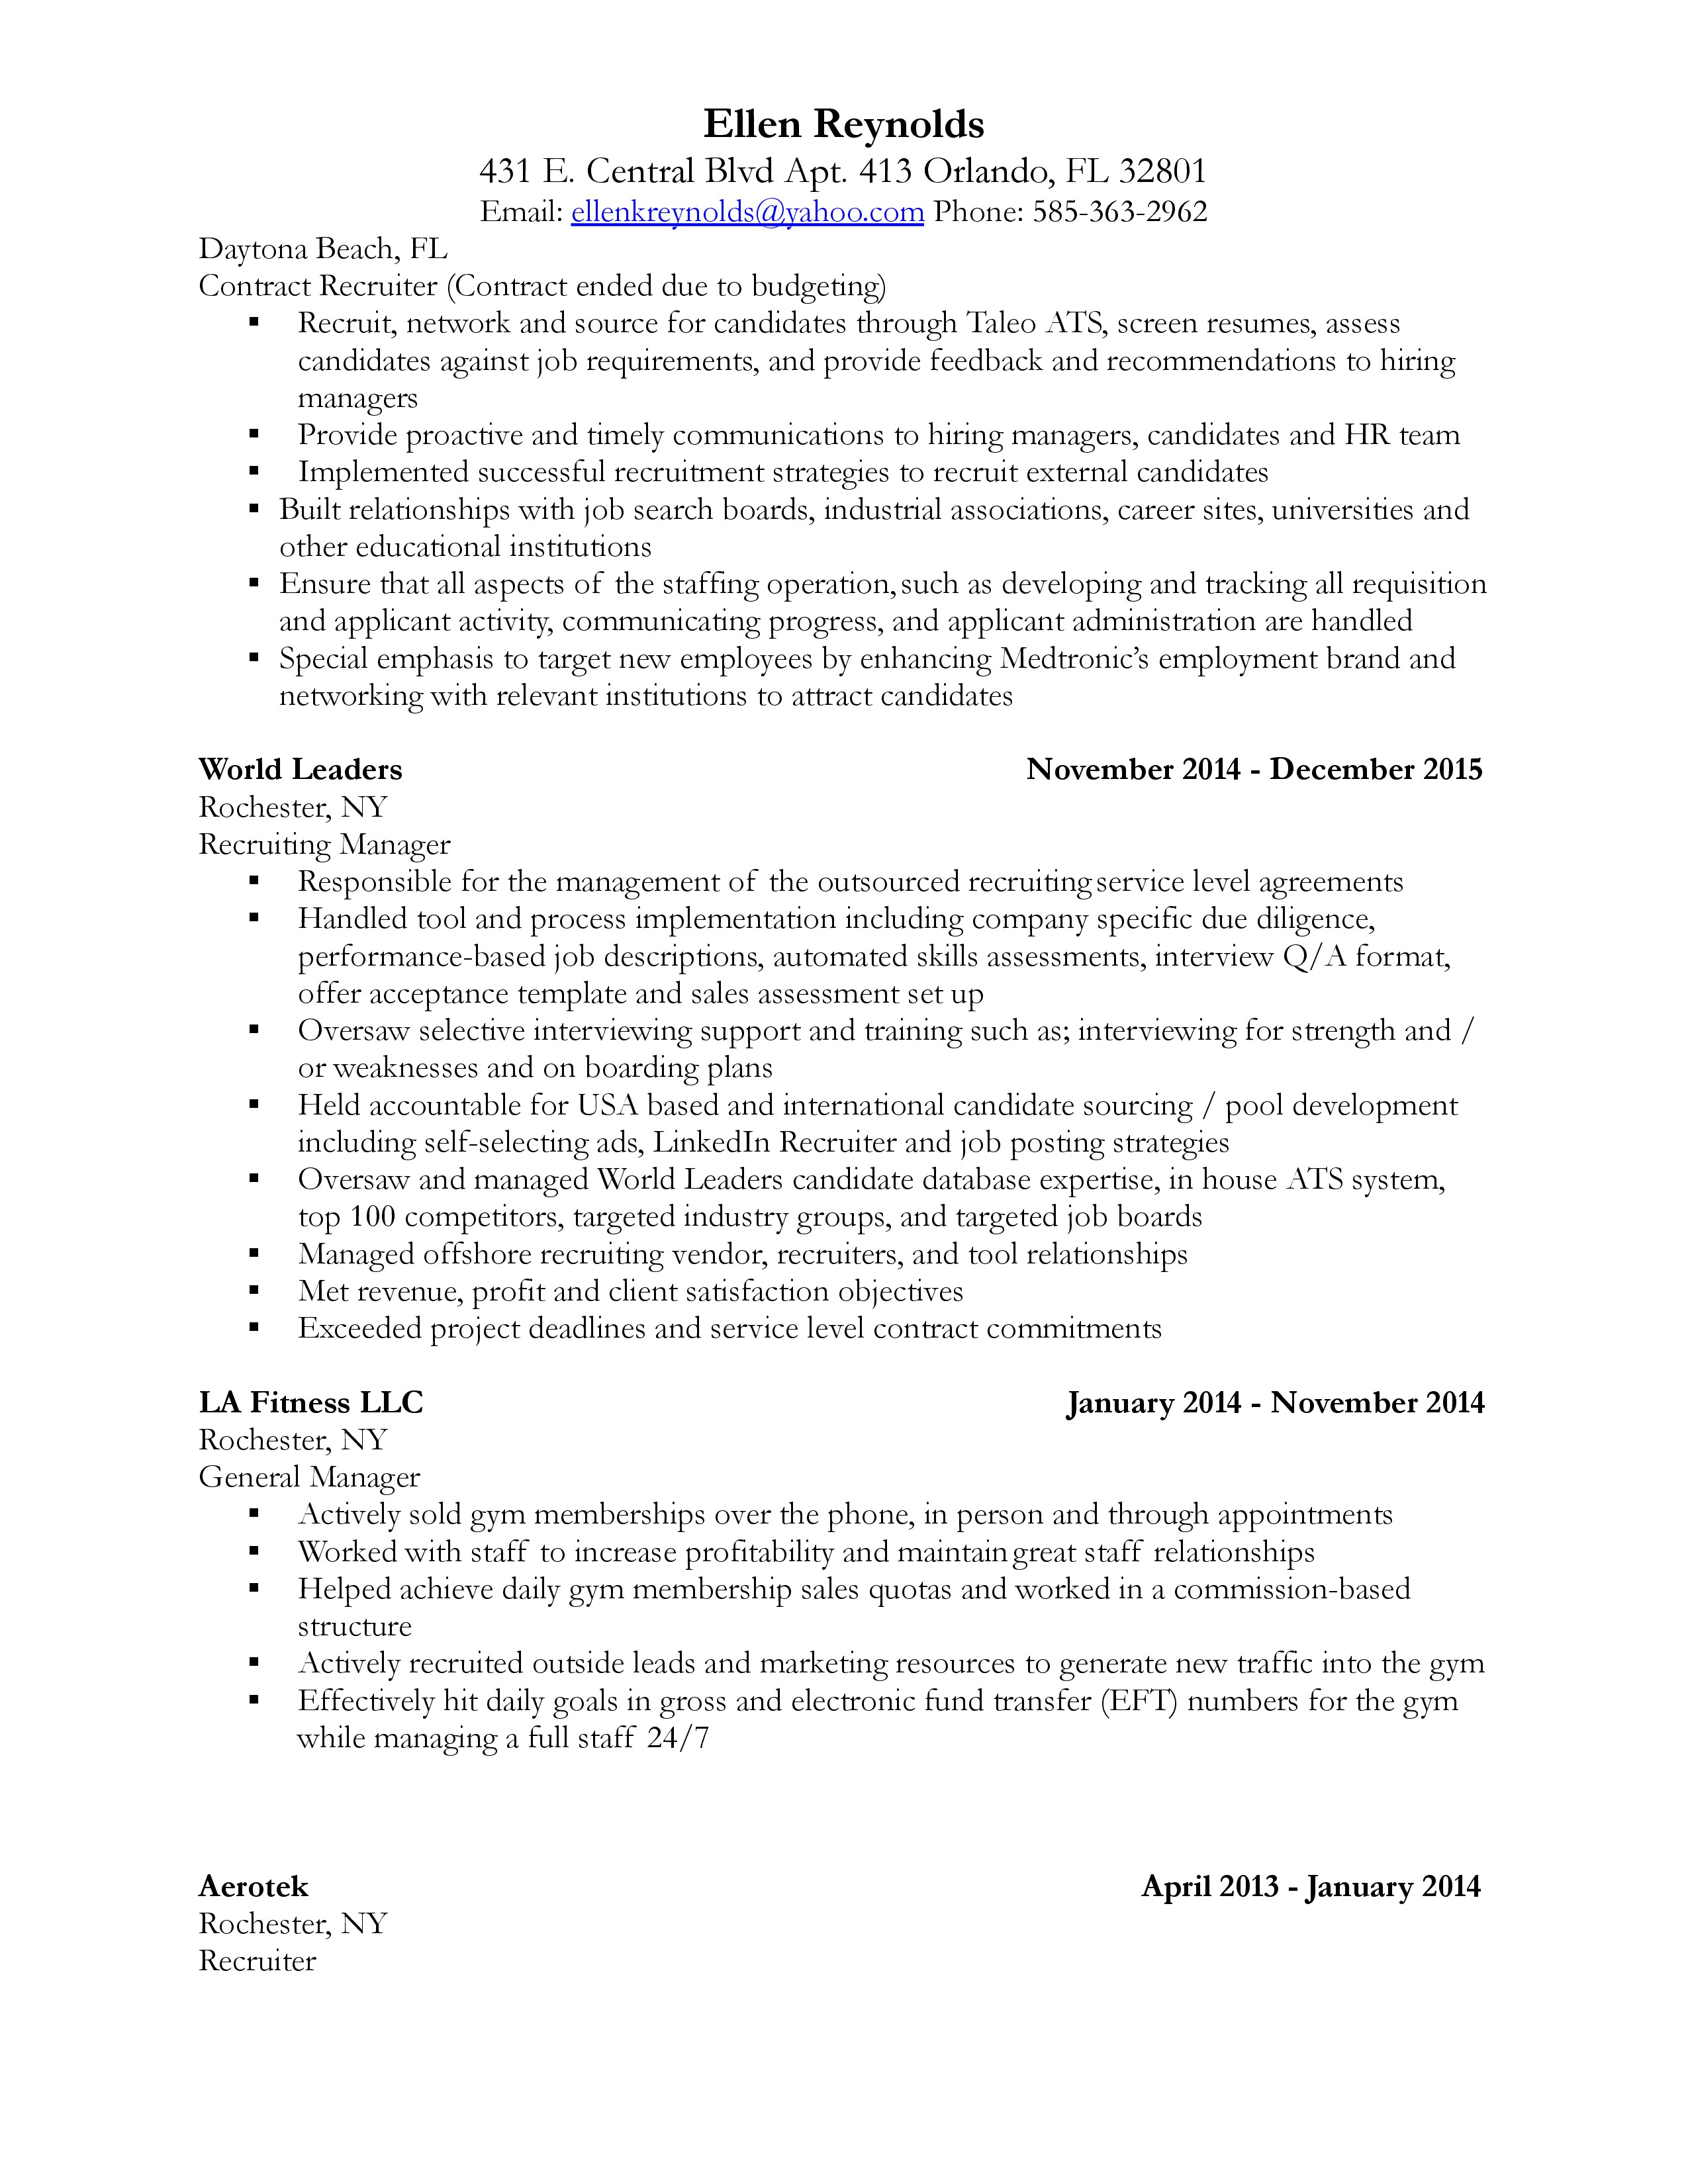 Ellen Reynolds
431 E. Central Blvd Apt. 413 Orlando, FL 32801
Email: ellenkreynolds@yahoo.com Phone: 585-363-2962
Daytona Beach, FL
Contract Recruiter (Contract ended due to budgeting)
▪ Recruit, network and source for candidates through Taleo ATS, screen resumes, assess
candidates against job requirements, and provide feedback and recommendations to hiring
managers
▪ Provide proactive and timely communications to hiring managers, candidates and HR team
▪ Implemented successful recruitment strategies to recruit external candidates
▪ Built relationships with job search boards, industrial associations, career sites, universities and
other educational institutions
▪ Ensure that all aspects of the staffing operation, such as developing and tracking all requisition
and applicant activity, communicating progress, and applicant administration are handled
▪ Special emphasis to target new employees by enhancing Medtronic’s employment brand and
networking with relevant institutions to attract candidates
World Leaders November 2014 - December 2015
Rochester, NY
Recruiting Manager
▪ Responsible for the management of the outsourced recruiting service level agreements
▪ Handled tool and process implementation including company specific due diligence,
performance-based job descriptions, automated skills assessments, interview Q/A format,
offer acceptance template and sales assessment set up
▪ Oversaw selective interviewing support and training such as; interviewing for strength and /
or weaknesses and on boarding plans
▪ Held accountable for USA based and international candidate sourcing / pool development
including self-selecting ads, LinkedIn Recruiter and job posting strategies
▪ Oversaw and managed World Leaders candidate database expertise, in house ATS system,
top 100 competitors, targeted industry groups, and targeted job boards
▪ Managed offshore recruiting vendor, recruiters, and tool relationships
▪ Met revenue, profit and client satisfaction objectives
▪ Exceeded project deadlines and service level contract commitments
LA Fitness LLC January 2014 - November 2014
Rochester, NY
General Manager
▪ Actively sold gym memberships over the phone, in person and through appointments
▪ Worked with staff to increase profitability and maintain great staff relationships
▪ Helped achieve daily gym membership sales quotas and worked in a commission-based
structure
▪ Actively recruited outside leads and marketing resources to generate new traffic into the gym
▪ Effectively hit daily goals in gross and electronic fund transfer (EFT) numbers for the gym
while managing a full staff 24/7
Aerotek April 2013 - January 2014
Rochester, NY
Recruiter